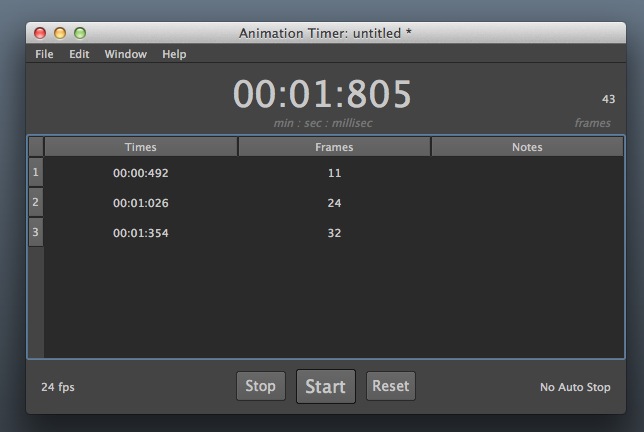 Animation Timer: untitled *
File Edit Window Help
00:01:805
43
min : sec : millisec
frames
Times Frames Notes
1 00:00:492 11
2 00:01:026 24
3 00:01:354 32
24 fps Stop Start Reset No Auto Stop